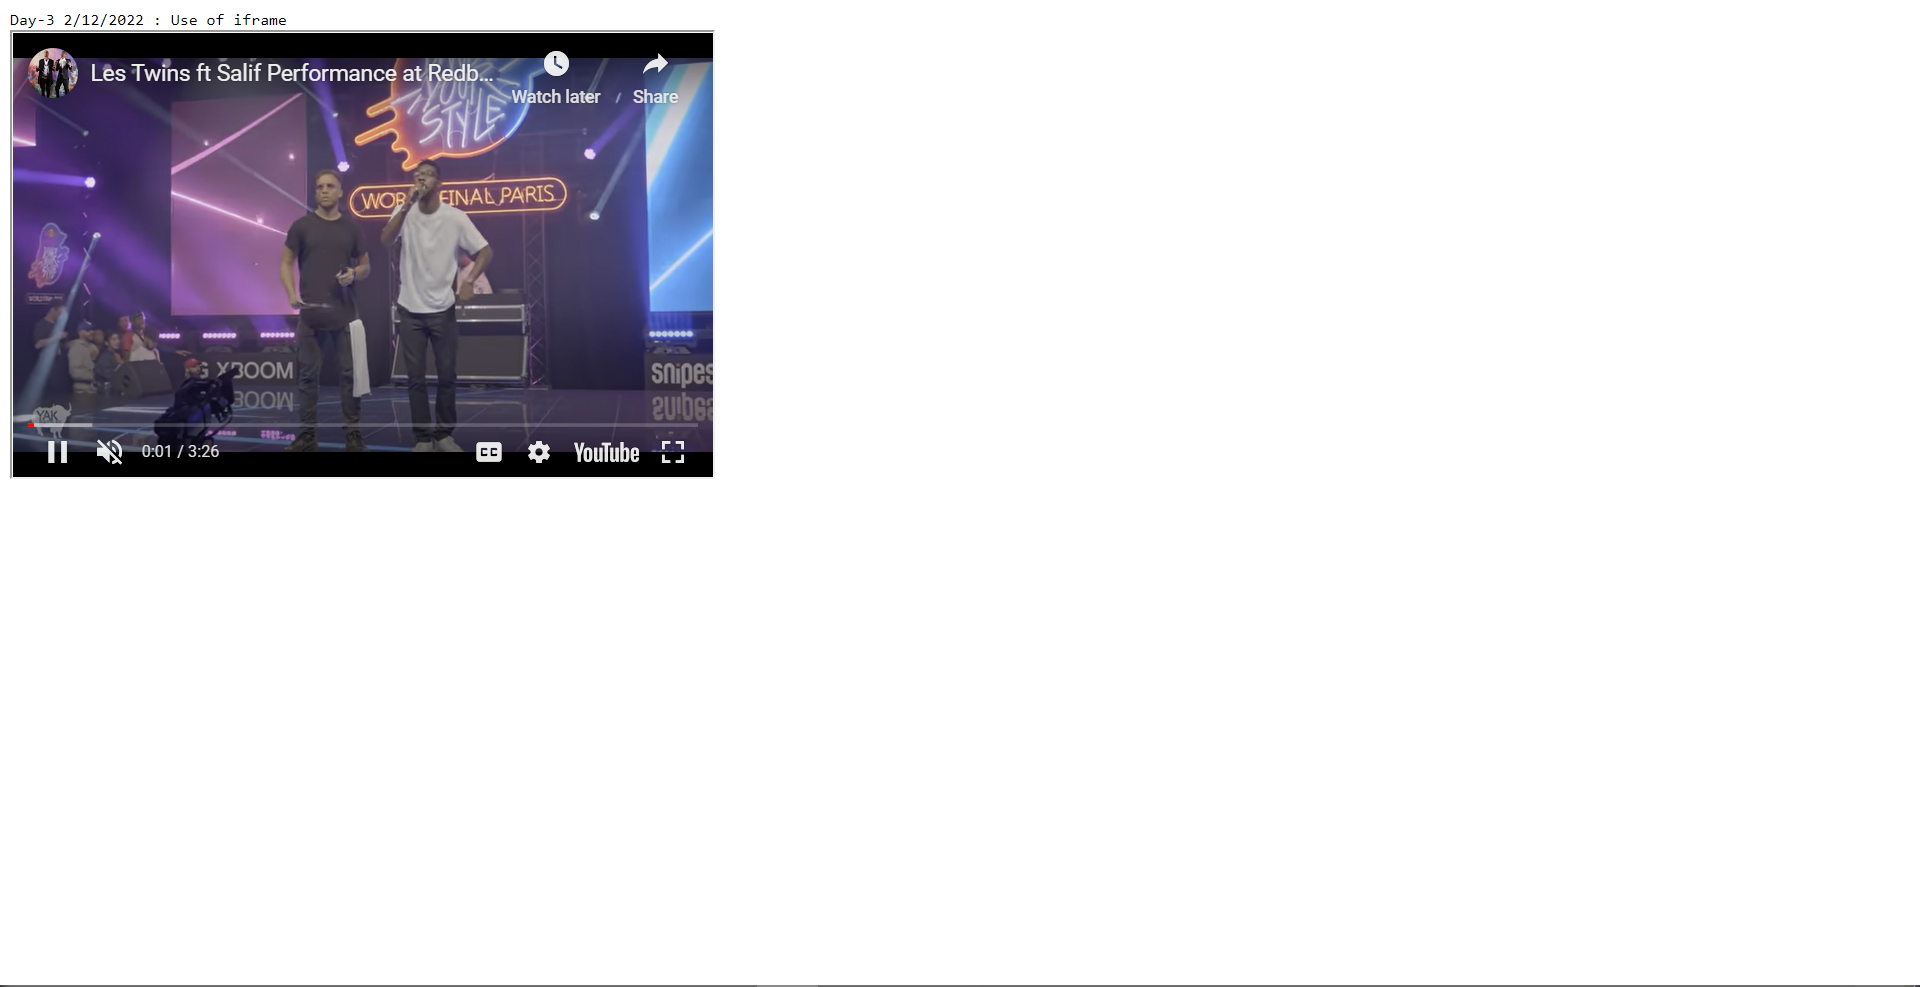 Day-3 2/12/2022 : Use of iframe
Les Twins ft Salif Performance at Redb...
Watch later
Share
YOUR
STYLE
WOR FINAL PARIS
G XBOOM
snipes
YAK
0:01 / 3:26
CC
YouTube